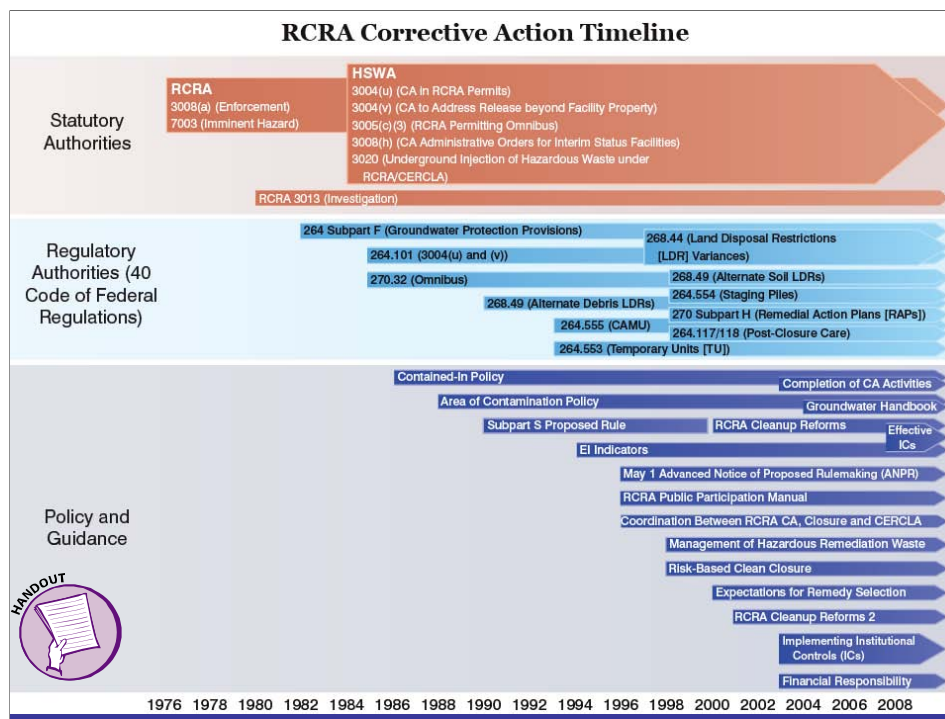 RCRA Corrective Action Timeline
Statutory
Authorities
RCRA
3008(a) (Enforcement)
7003 (Imminent Hazard)
HSWA
3004(u) (CA in RCRA Permits)
3004(v) (CA to Address Release beyond Facility Property)
3005(c)(3) (RCRA Permitting Omnibus)
3008(h) (CA Administrative Orders for Interim Status Facilities)
3020 (Underground Injection of Hazardous Waste under
RCRA/CERCLA)
RCRA 3013 (Investigation)
Regulatory
Authorities (40
Code of Federal
Regulations)
264 Subpart F (Groundwater Protection Provisions)
264.101 (3004(u) and (v))
268.44 (Land Disposal Restrictions
[LDR] Variances)
270.32 (Omnibus)
268.49 (Alternate Soil LDRs)
268.49 (Alternate Debris LDRs)
264.554 (Staging Piles)
270 Subpart H (Remedial Action Plans [RAPs])
264.555 (CAMU)
264.117/118 (Post-Closure Care)
264.553 (Temporary Units [TU])
Policy and
Guidance
Contained-In Policy
Completion of CA Activities
Area of Contamination Policy
Groundwater Handbook
Subpart S Proposed Rule
RCRA Cleanup Reforms
Effective
ICs
EI Indicators
May 1 Advanced Notice of Proposed Rulemaking (ANPR)
RCRA Public Participation Manual
Coordination Between RCRA CA, Closure and CERCLA
Management of Hazardous Remediation Waste
Risk-Based Clean Closure
Expectations for Remedy Selection
RCRA Cleanup Reforms 2
Implementing Institutional
Controls (ICs)
Financial Responsibility
HANDOUT
1976 1978 1980 1982 1984 1986 1988 1990 1992 1994 1996 1998 2000 2002 2004 2006 2008